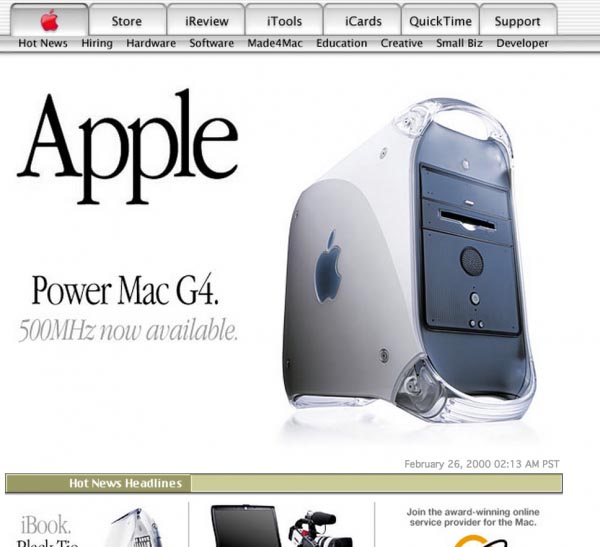 Store iReview iTools iCards QuickTime Support
Hot News Hiring Hardware Software Made4Mac Education Creative Small Biz Developer
Apple
Power Mac G4.
500MHz now available.
February 26, 2000 02:13 AM PST
Hot News Headlines
iBook.
Black Tie
Join the award-winning online
service provider for the Mac.